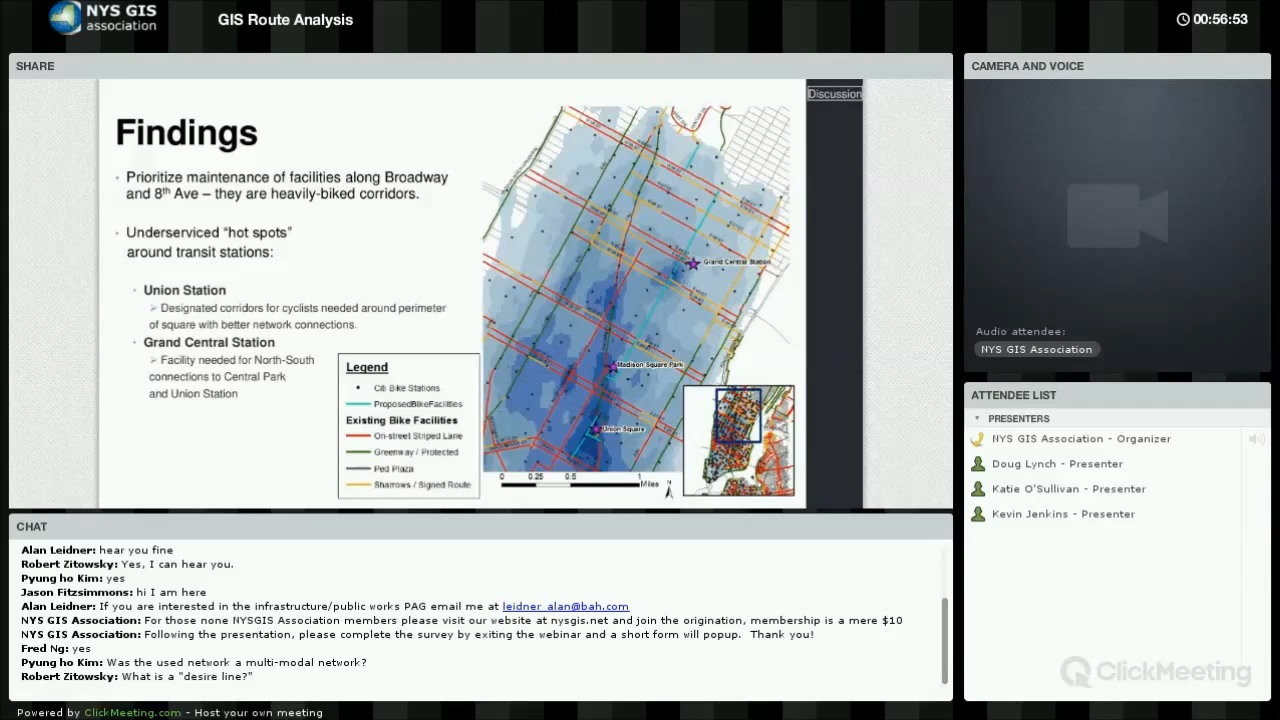 NYS GIS
association
GIS Route Analysis
00:56:53
SHARE
Discussion
Findings
Prioritize maintenance of facilities along Broadway
and 8th Ave – they are heavily-biked corridors.
Underserviced “hot spots”
around transit stations:
Union Station
Designated corridors for cyclists needed around perimeter
of square with better network connections.
Grand Central Station
Facility needed for North-South
connections to Central Park
and Union Station
Legend
Citi Bike Stations
ProposedBikeFacilities
Existing Bike Facilities
On-street Striped Lane
Greenway / Protected
Ped Plaza
Sharrows / Signed Route
Grand Central Station
Madison Square Park
Union Square
0 0.25 0.5 1
Miles
N
CAMERA AND VOICE
Audio attendee:
NYS GIS Association
ATTENDEE LIST
PRESENTERS
NYS GIS Association - Organizer
Doug Lynch - Presenter
Katie O'Sullivan - Presenter
Kevin Jenkins - Presenter
CHAT
Alan Leidner: hear you fine
Robert Zitowsky: Yes, I can hear you.
Pyung ho Kim: yes
Jason Fitzsimmons: hi I am here
Alan Leidner: If you are interested in the infrastructure/public works PAG email me at leidner_alan@bah.com
NYS GIS Association: For those none NYSGIS Association members please visit our website at nysgis.net and join the origination, membership is a mere $10
NYS GIS Association: Following the presentation, please complete the survey by exiting the webinar and a short form will popup. Thank you!
Fred Ng: yes
Pyung ho Kim: Was the used network a multi-modal network?
Robert Zitowsky: What is a "desire line?"
ClickMeeting
Powered by ClickMeeting.com - Host your own meeting